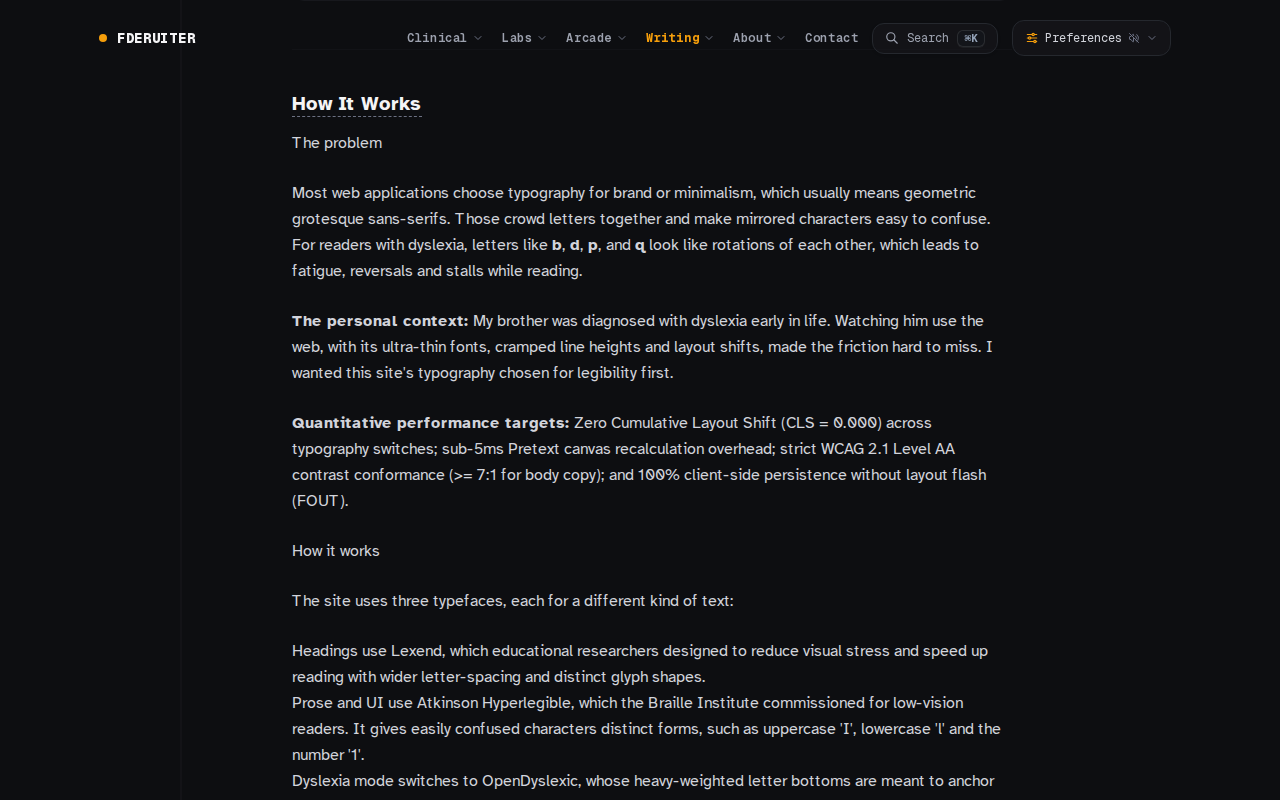 FDERUITER
Clinical Labs Arcade Writing About Contact Search ⌘K Preferences
How It Works
The problem
Most web applications choose typography for brand or minimalism, which usually means geometric
grotesque sans-serifs. Those crowd letters together and make mirrored characters easy to confuse.
For readers with dyslexia, letters like b, d, p, and q look like rotations of each other, which leads to
fatigue, reversals and stalls while reading.
The personal context: My brother was diagnosed with dyslexia early in life. Watching him use the
web, with its ultra-thin fonts, cramped line heights and layout shifts, made the friction hard to miss. I
wanted this site's typography chosen for legibility first.
Quantitative performance targets: Zero Cumulative Layout Shift (CLS = 0.000) across
typography switches; sub-5ms Pretext canvas recalculation overhead; strict WCAG 2.1 Level AA
contrast conformance (>= 7:1 for body copy); and 100% client-side persistence without layout flash
(FOUT).
How it works
The site uses three typefaces, each for a different kind of text:
Headings use Lexend, which educational researchers designed to reduce visual stress and speed up
reading with wider letter-spacing and distinct glyph shapes.
Prose and UI use Atkinson Hyperlegible, which the Braille Institute commissioned for low-vision
readers. It gives easily confused characters distinct forms, such as uppercase 'I', lowercase 'l' and the
number '1'.
Dyslexia mode switches to OpenDyslexic, whose heavy-weighted letter bottoms are meant to anchor